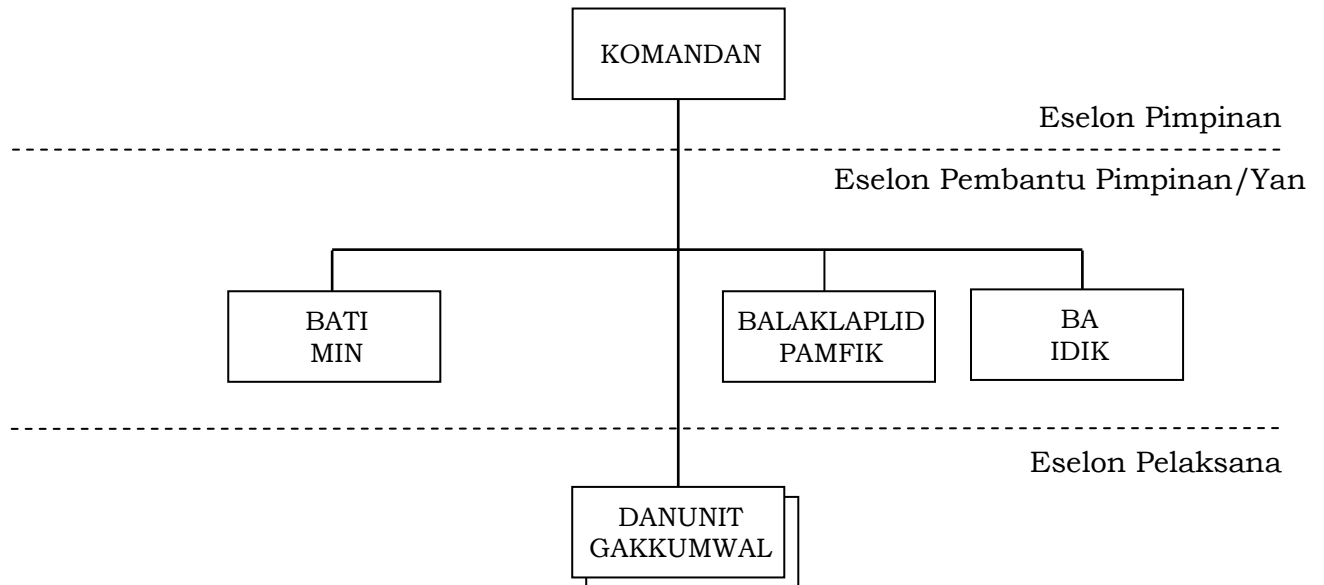 KOMANDAN
Eselon Pimpinan
Eselon Pembantu Pimpinan/Yan
BATI
MIN
BALAKLAPLID
PAMFIK
BA
IDIK
Eselon Pelaksana
DANUNIT
GAKKUMWAL